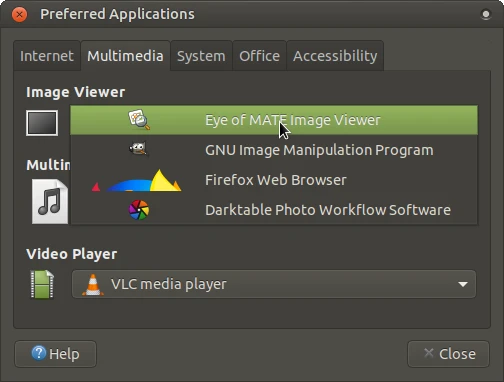 Preferred Applications
Internet Multimedia System Office Accessibility
Image Viewer
Eye of MATE Image Viewer
GNU Image Manipulation Program
Multim
Firefox Web Browser
Darktable Photo Workflow Software
Video Player
VLC media player
Help Close